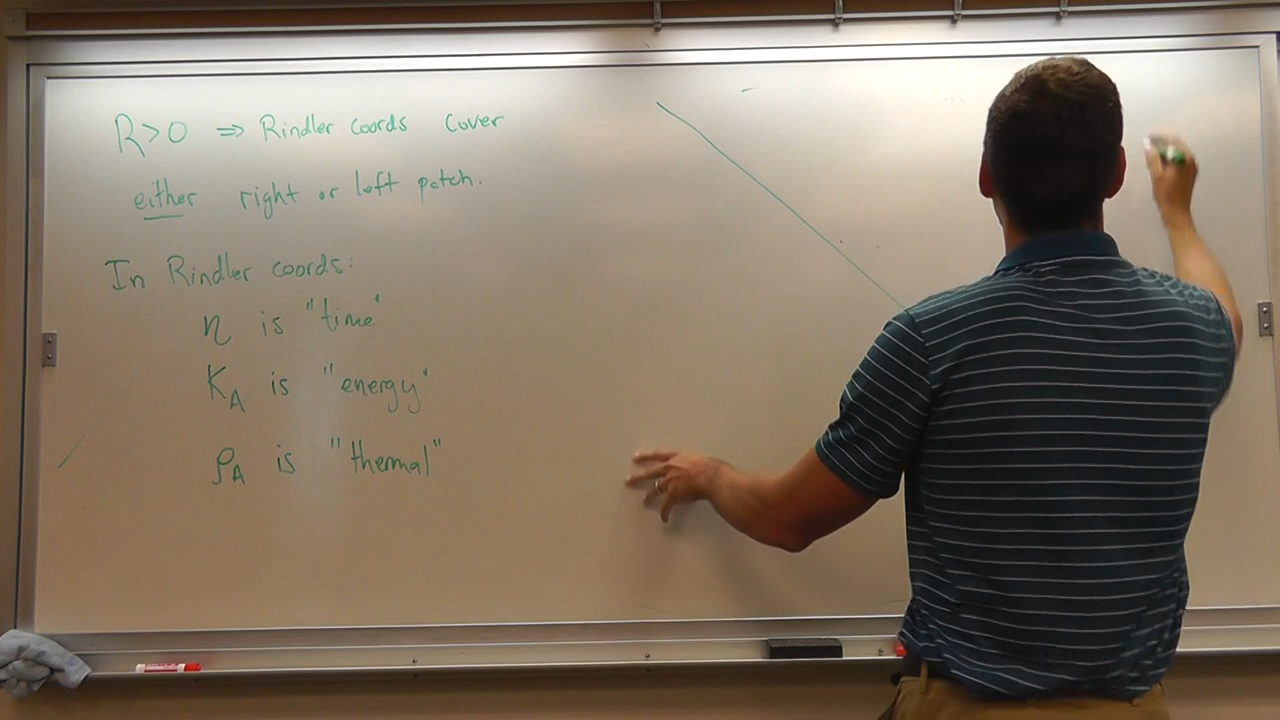 R>0 ⇒ Rindler coords cover
either right or left patch.
In Rindler coords:
η is "time"
K_A is "energy"
ρ_A is "thermal"